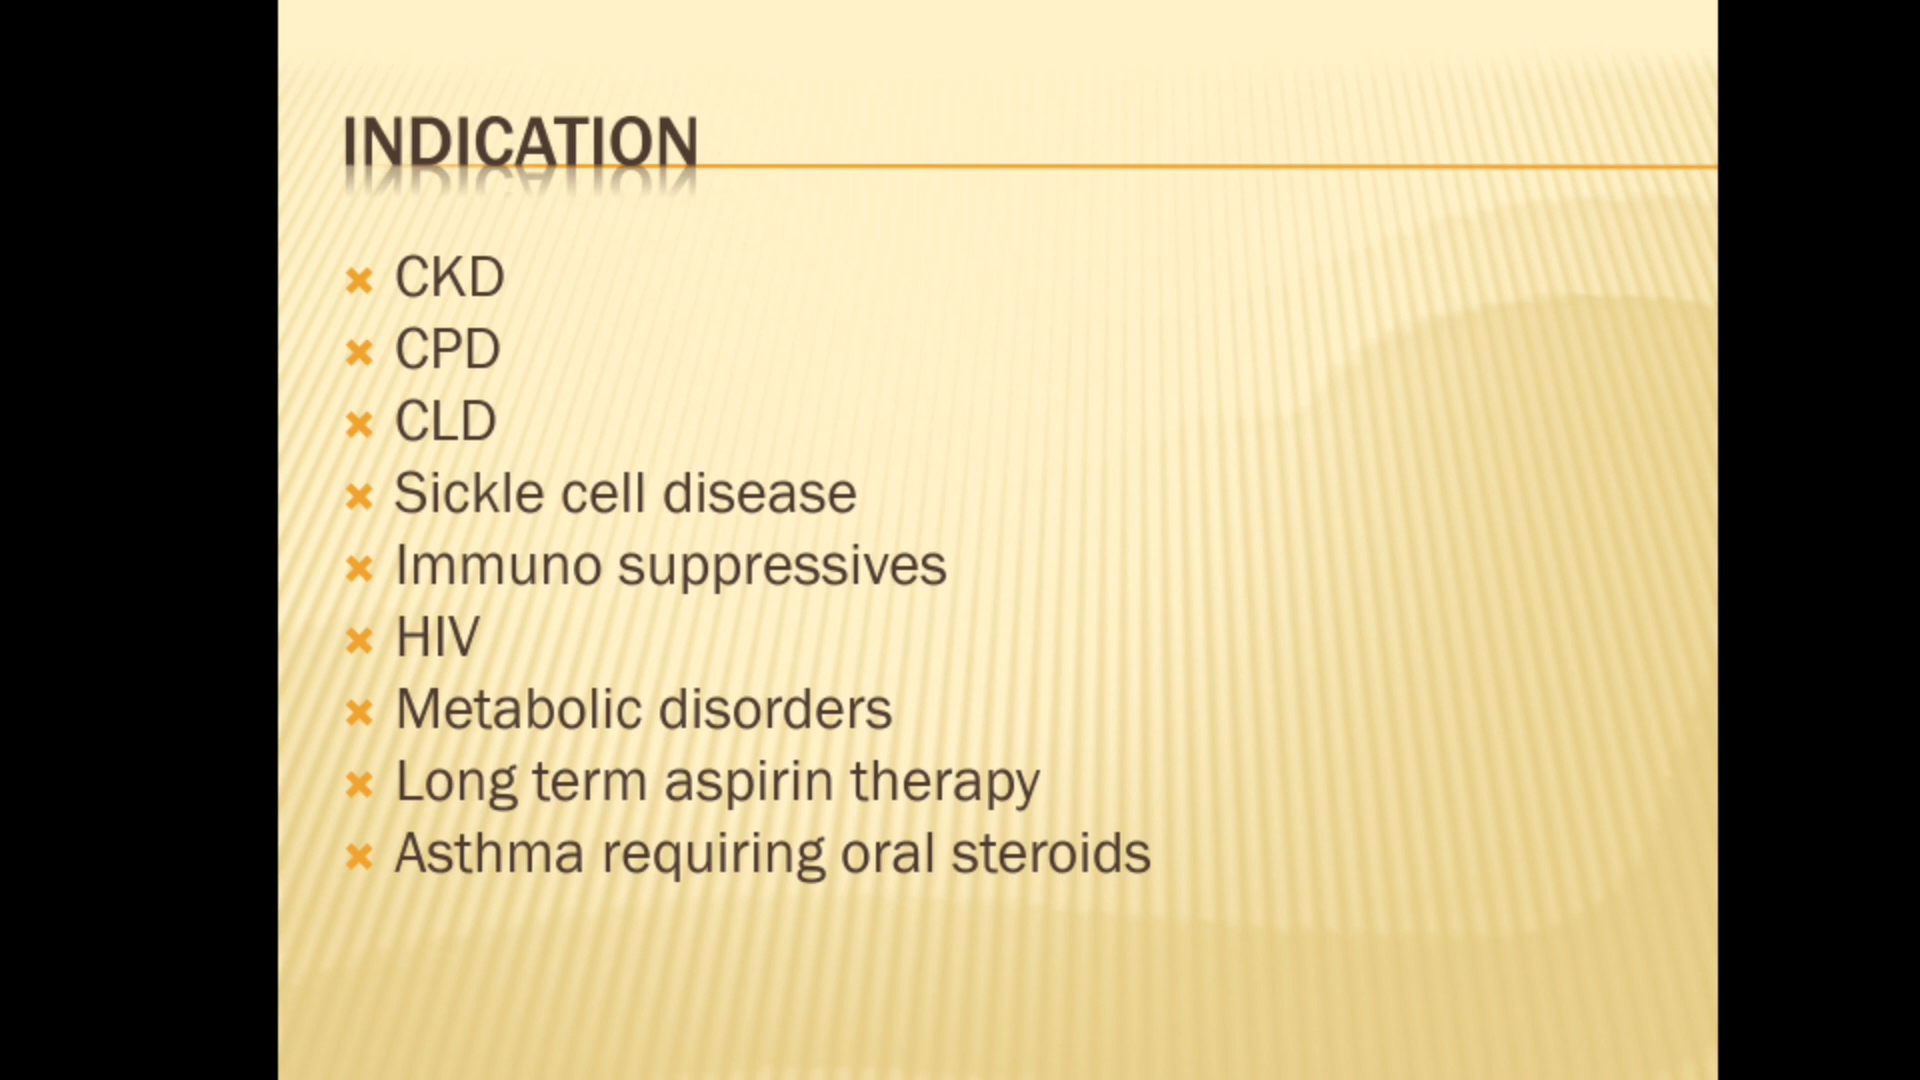 INDICATION
CKD
CPD
CLD
Sickle cell disease
Immuno suppressives
HIV
Metabolic disorders
Long term aspirin therapy
Asthma requiring oral steroids